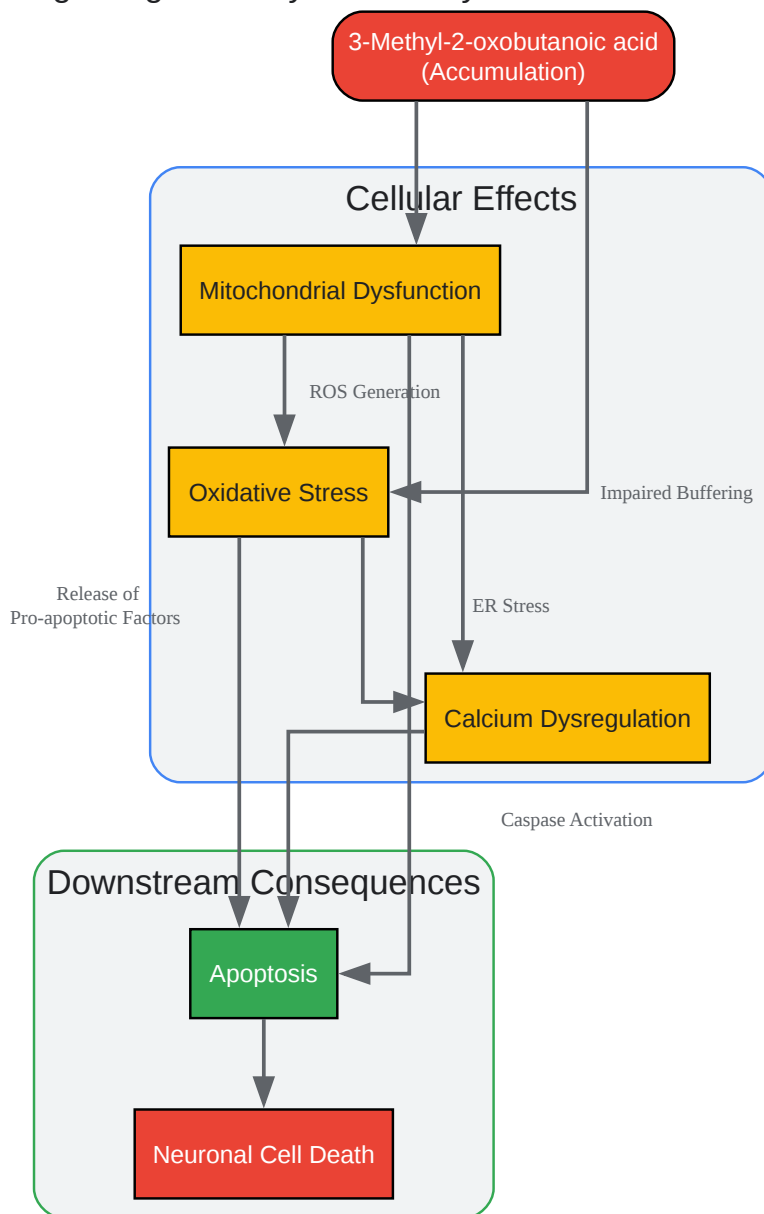 3-Methyl-2-oxobutanoic acid
(Accumulation)
Cellular Effects
Mitochondrial Dysfunction
ROS Generation
Oxidative Stress
Impaired Buffering
Release of
Pro-apoptotic Factors
ER Stress
Calcium Dysregulation
Caspase Activation
Downstream Consequences
Apoptosis
Neuronal Cell Death